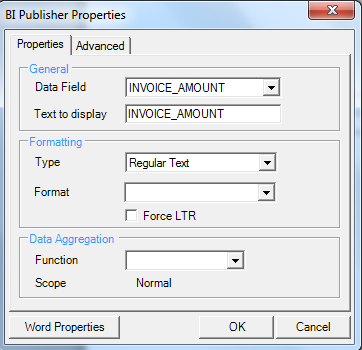 BI Publisher Properties
Properties Advanced
General
Data Field INVOICE_AMOUNT
Text to display INVOICE_AMOUNT
Formatting
Type Regular Text
Format
Force LTR
Data Aggregation
Function
Scope Normal
Word Properties OK Cancel